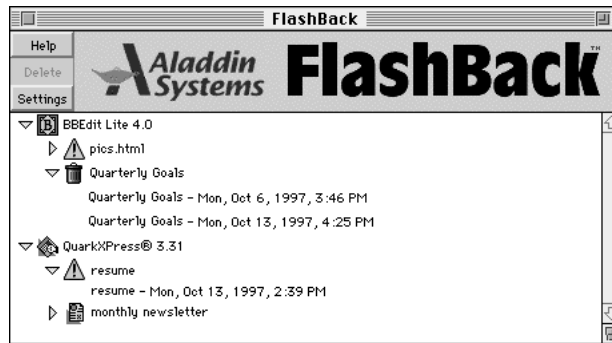 FlashBack
Help
Delete
Settings
Aladdin
Systems
FlashBack™
BBEdit Lite 4.0
pics.html
Quarterly Goals
Quarterly Goals - Mon, Oct 6, 1997, 3:46 PM
Quarterly Goals - Mon, Oct 13, 1997, 4:25 PM
QuarkXPress® 3.31
resume
resume - Mon, Oct 13, 1997, 2:39 PM
monthly newsletter